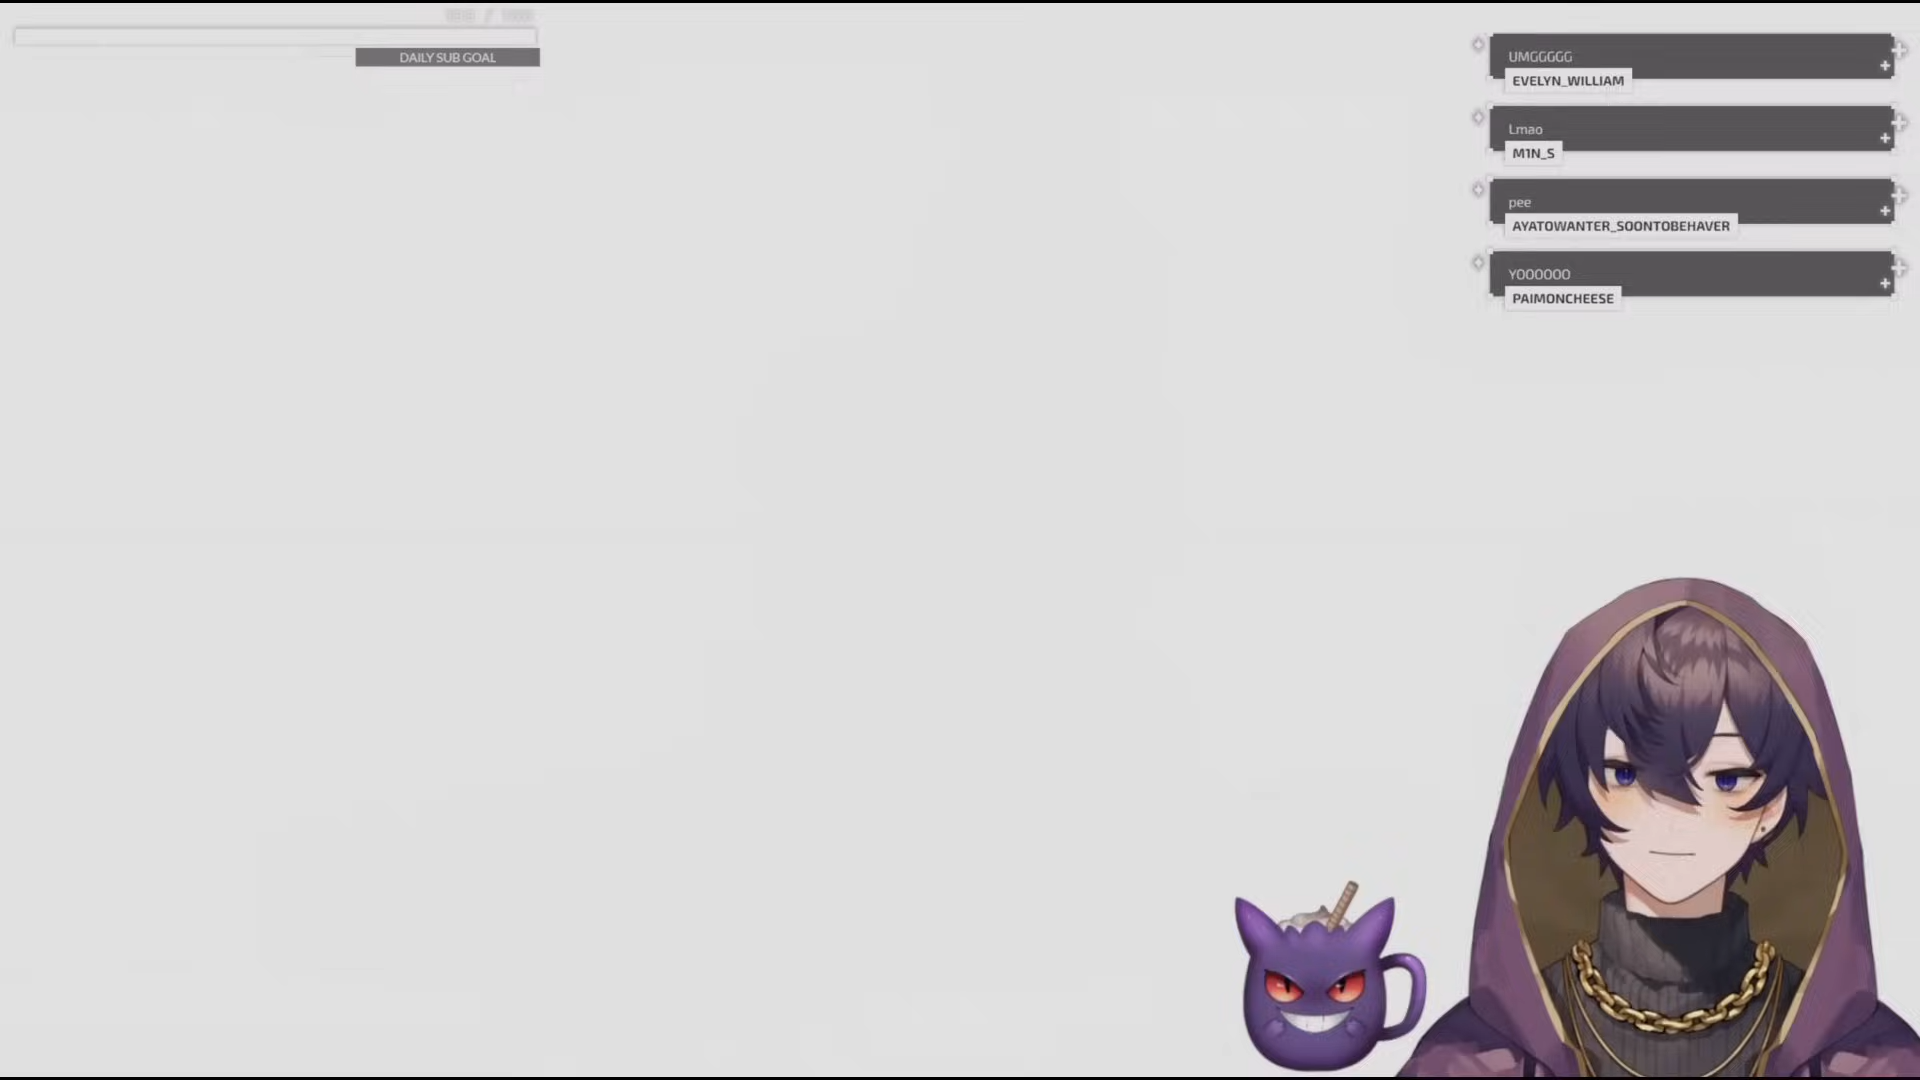 DAILY SUB GOAL
UMGGGGG
EVELYN_WILLIAM
Lmao
M1N_S
pee
AYATOWANTER_SOONTOBEHAVER
YOOOOOO
PAIMONCHEESE